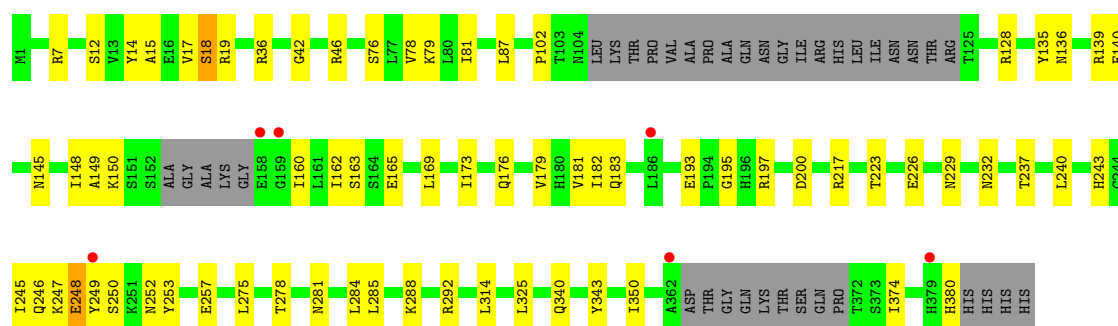 M1 R7 S12 V13 Y14 A15 E16 V17 S18 R19 R36 G42 R46 S76 L77 V78 K79 L80 I81 L87 P102 T103 N104 LEU LYS THR PRO VAL ALA PRO ALA GLN ASN GLY ILE ARG HIS LEU ILE ASN ASN THR ARG T125 R128 Y135 N136 R139
N145 I148 A149 K150 S151 S152 ALA GLY ALA LYS GLY E158 G159 I160 L161 I162 S163 S164 E165 L169 I173 Q176 V179 H180 V181 I182 Q183 L186 E193 P194 G195 H196 R197 D200 R217 T223 E226 N229 N232 T237 L240 H243
I245 Q246 K247 E248 Y249 S250 K251 N252 Y253 E257 L275 T278 N281 L284 L285 K288 R292 L314 L325 Q340 Y343 I350 A362 ASP THR GLY GLN LYS THR SER GLN PRO T372 S373 I374 H379 H380 HIS HIS HIS HIS